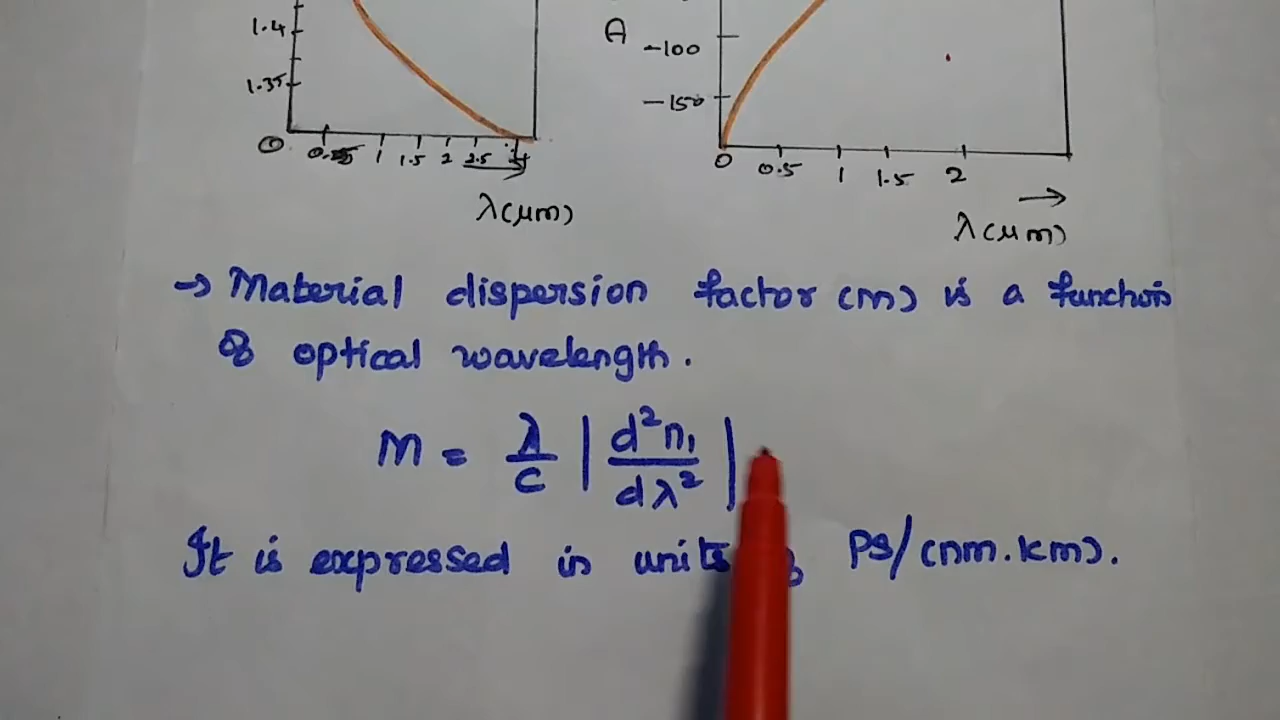 1.4
1.35
0 1 1.5 2 2.5
λ(μm)
A
-100
-150
0 0.5 1 1.5 2
λ(μm)
→ Material dispersion factor (m) is a function
of optical wavelength.
M = λ/c | d²n₁/dλ² |
It is expressed in units Ps/(nm.km).